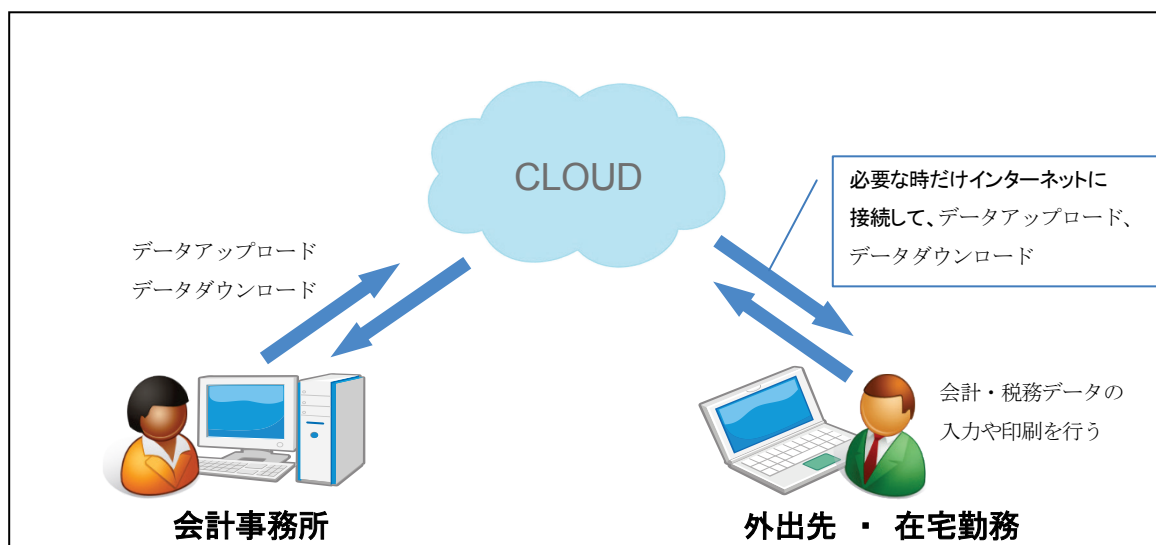 CLOUD
必要な時だけインターネットに
接続して、データアップロード、
データダウンロード
データアップロード
データダウンロード
会計・税務データの
入力や印刷を行う
会計事務所
外出先 ・ 在宅勤務